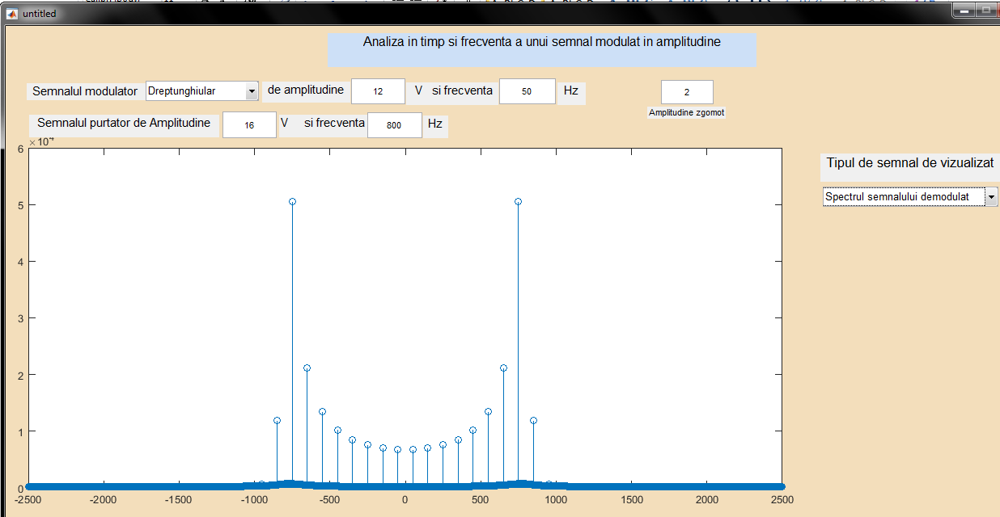 untitled
Analiza in timp si frecventa a unui semnal modulat in amplitudine
Semnalul modulator Dreptunghiular de amplitudine 12 V si frecventa 50 Hz 2
Amplitudine zgomot
Semnalul purtator de Amplitudine 16 V si frecventa 800 Hz
×10⁴
6
5
4
3
2
1
0
-2500 -2000 -1500 -1000 -500 0 500 1000 1500 2000 2500
Tipul de semnal de vizualizat
Spectrul semnalului demodulat